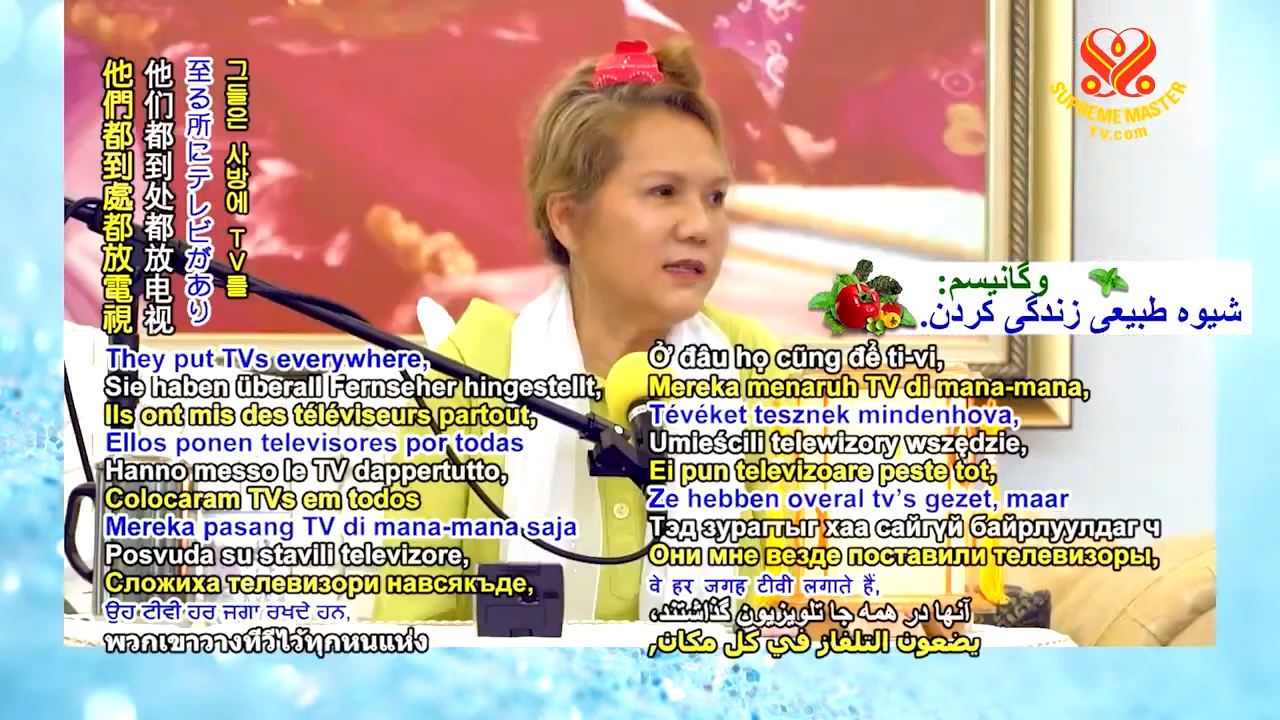 그들은 사방에 TV를
至る所にテレビがあり
他们都到处都放电视
他們都到處都放電視
SUPREME MASTER
TV.com
وگانیسم:
شیوه طبیعی زندگی کردن.
They put TVs everywhere,
Sie haben überall Fernseher hingestellt,
Ils ont mis des téléviseurs partout,
Ellos ponen televisores por todas
Hanno messo le TV dappertutto,
Colocaram TVs em todos
Mereka pasang TV di mana-mana saja
Posvuda su stavili televizore,
Сложиха телевизори навсякъде,
ਉਹ ਟੀਵੀ ਹਰ ਜਗਾ ਰਖਦੇ ਹਨ,
พวกเขาวางทีวีไว้ทุกหนแห่ง
Ở đâu họ cũng để ti-vi,
Mereka menaruh TV di mana-mana,
Tévéket tesznek mindenhova,
Umieścili telewizory wszędzie,
Ei pun televizoare peste tot,
Ze hebben overal tv’s gezet, maar
Тэд зурагтыг хаа сайгүй байрлуулдаг ч
Они мне везде поставили телевизоры,
वे हर जगह टीवी लगाते हैं,
آنها در همه جا تلویزیون گذاشتند،
يضعون التلفاز في كل مكان,